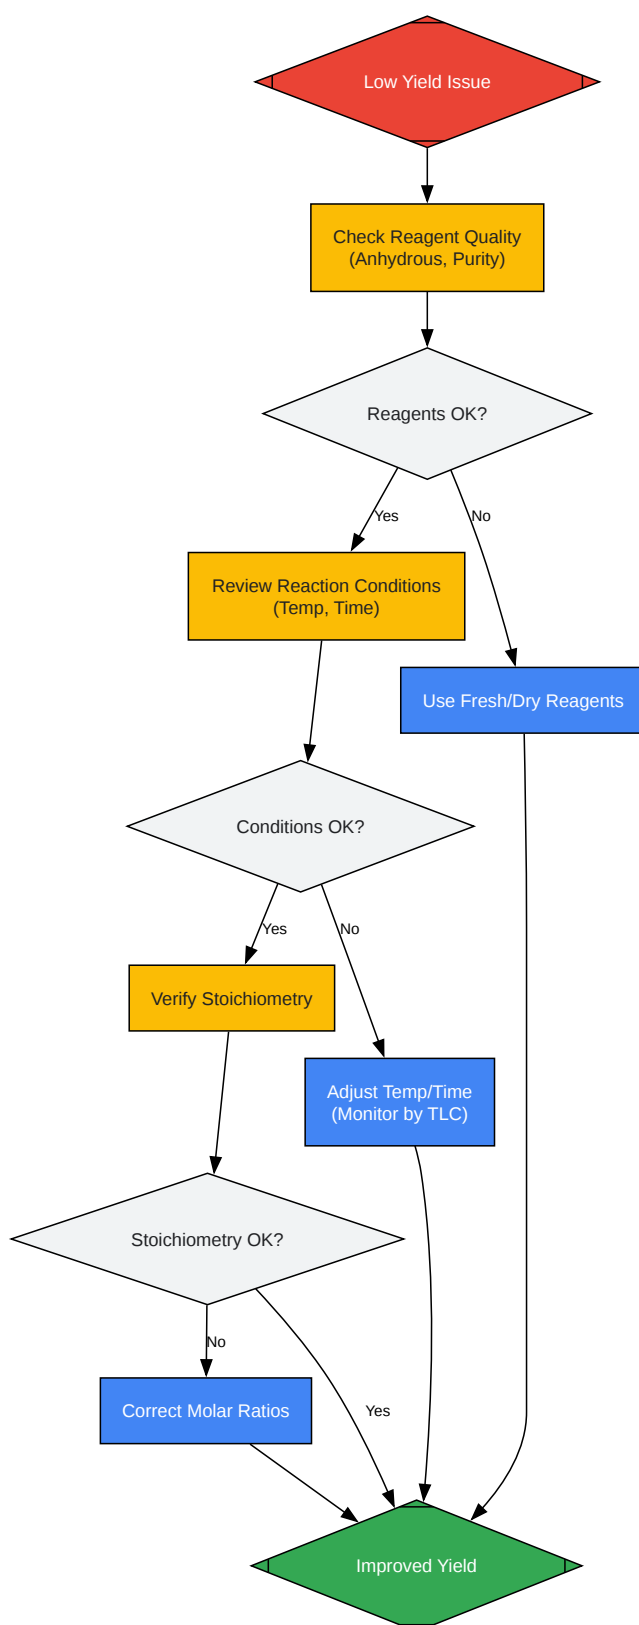 Low Yield Issue
Check Reagent Quality
(Anhydrous, Purity)
Reagents OK?
Yes
No
Review Reaction Conditions
(Temp, Time)
Use Fresh/Dry Reagents
Conditions OK?
Yes
No
Verify Stoichiometry
Adjust Temp/Time
(Monitor by TLC)
Stoichiometry OK?
No
Correct Molar Ratios
Yes
Improved Yield